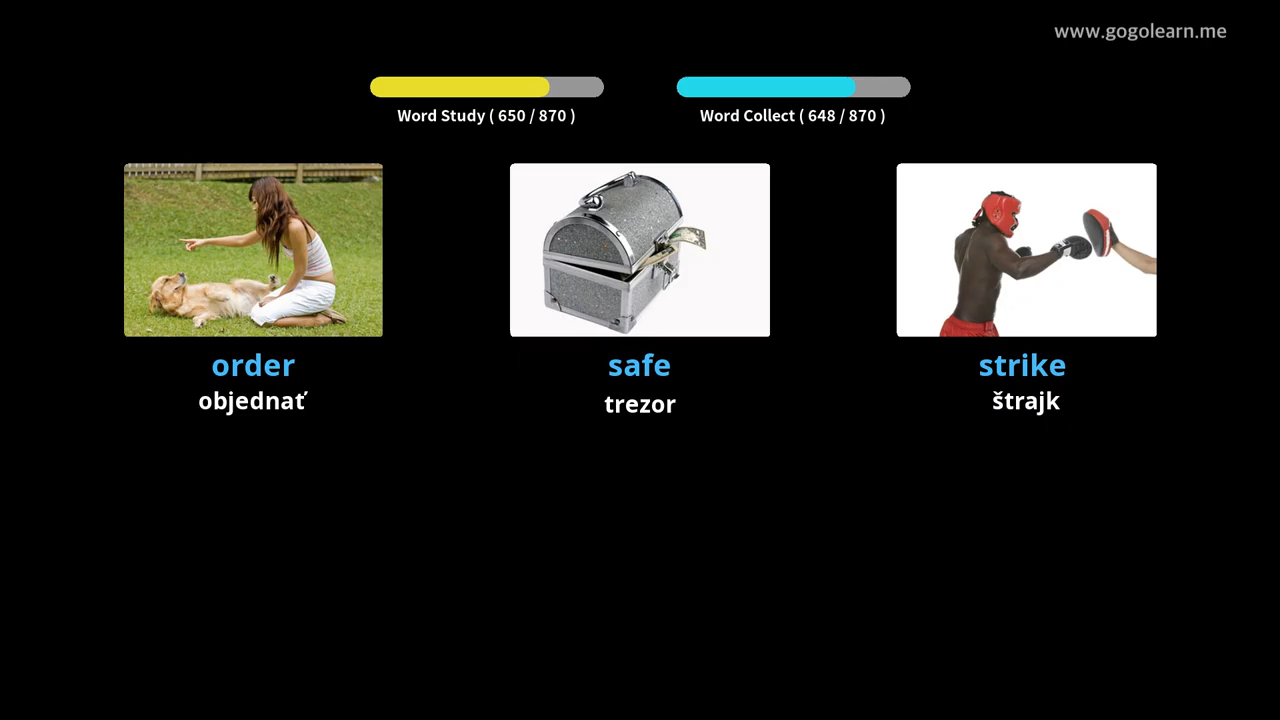 www.gogolearn.me
Word Study ( 650 / 870 )
Word Collect ( 648 / 870 )
order
objednať
safe
trezor
strike
štrajk